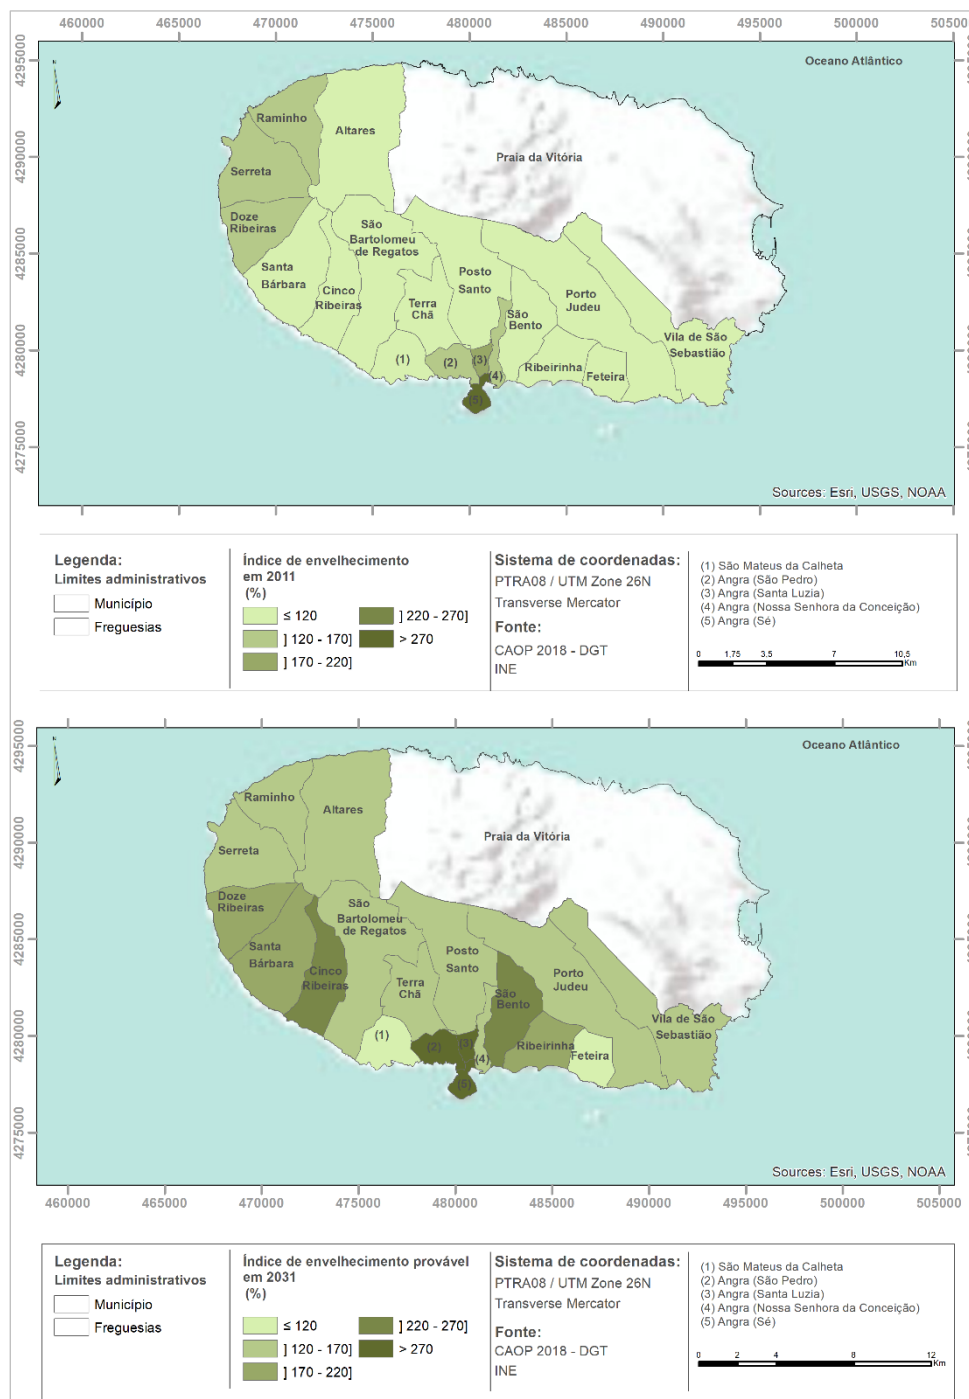 460000 465000 470000 475000 480000 485000 490000 495000 500000 505000
Oceano Atlântico
4295000
4290000
4285000
4280000
4275000
Raminho
Altares
Praia da Vitória
Serreta
Doze
Ribeiras
São
Bartolomeu
de Regatos
Santa
Bárbara
Cinco
Ribeiras
Posto
Santo
Terra
Chã
São
Bento
Porto
Judeu
Vila de São
Sebastião
(1)
(2)
(3)
(4)
(5)
Ribeirinha
Feteira
Sources: Esri, USGS, NOAA
Legenda:
Limites administrativos
Município
Freguesias
Índice de envelhecimento
em 2011
(%)
≤ 120
] 120 - 170]
] 170 - 220]
] 220 - 270]
> 270
Sistema de coordenadas:
PTRA08 / UTM Zone 26N
Transverse Mercator
Fonte:
CAOP 2018 - DGT
INE
(1) São Mateus da Calheta
(2) Angra (São Pedro)
(3) Angra (Santa Luzia)
(4) Angra (Nossa Senhora da Conceição)
(5) Angra (Sé)
0 1,75 3,5 7 10,5
Km
Oceano Atlântico
4295000
4290000
4285000
4280000
4275000
Raminho
Altares
Praia da Vitória
Serreta
Doze
Ribeiras
São
Bartolomeu
de Regatos
Santa
Bárbara
Cinco
Ribeiras
Posto
Santo
Terra
Chã
São
Bento
Porto
Judeu
Vila de São
Sebastião
(1)
(2)
(3)
(4)
(5)
Ribeirinha
Feteira
Sources: Esri, USGS, NOAA
460000 465000 470000 475000 480000 485000 490000 495000 500000 505000
Legenda:
Limites administrativos
Município
Freguesias
Índice de envelhecimento provável
em 2031
(%)
≤ 120
] 120 - 170]
] 170 - 220]
] 220 - 270]
> 270
Sistema de coordenadas:
PTRA08 / UTM Zone 26N
Transverse Mercator
Fonte:
CAOP 2018 - DGT
INE
(1) São Mateus da Calheta
(2) Angra (São Pedro)
(3) Angra (Santa Luzia)
(4) Angra (Nossa Senhora da Conceição)
(5) Angra (Sé)
0 2 4 8 12
Km